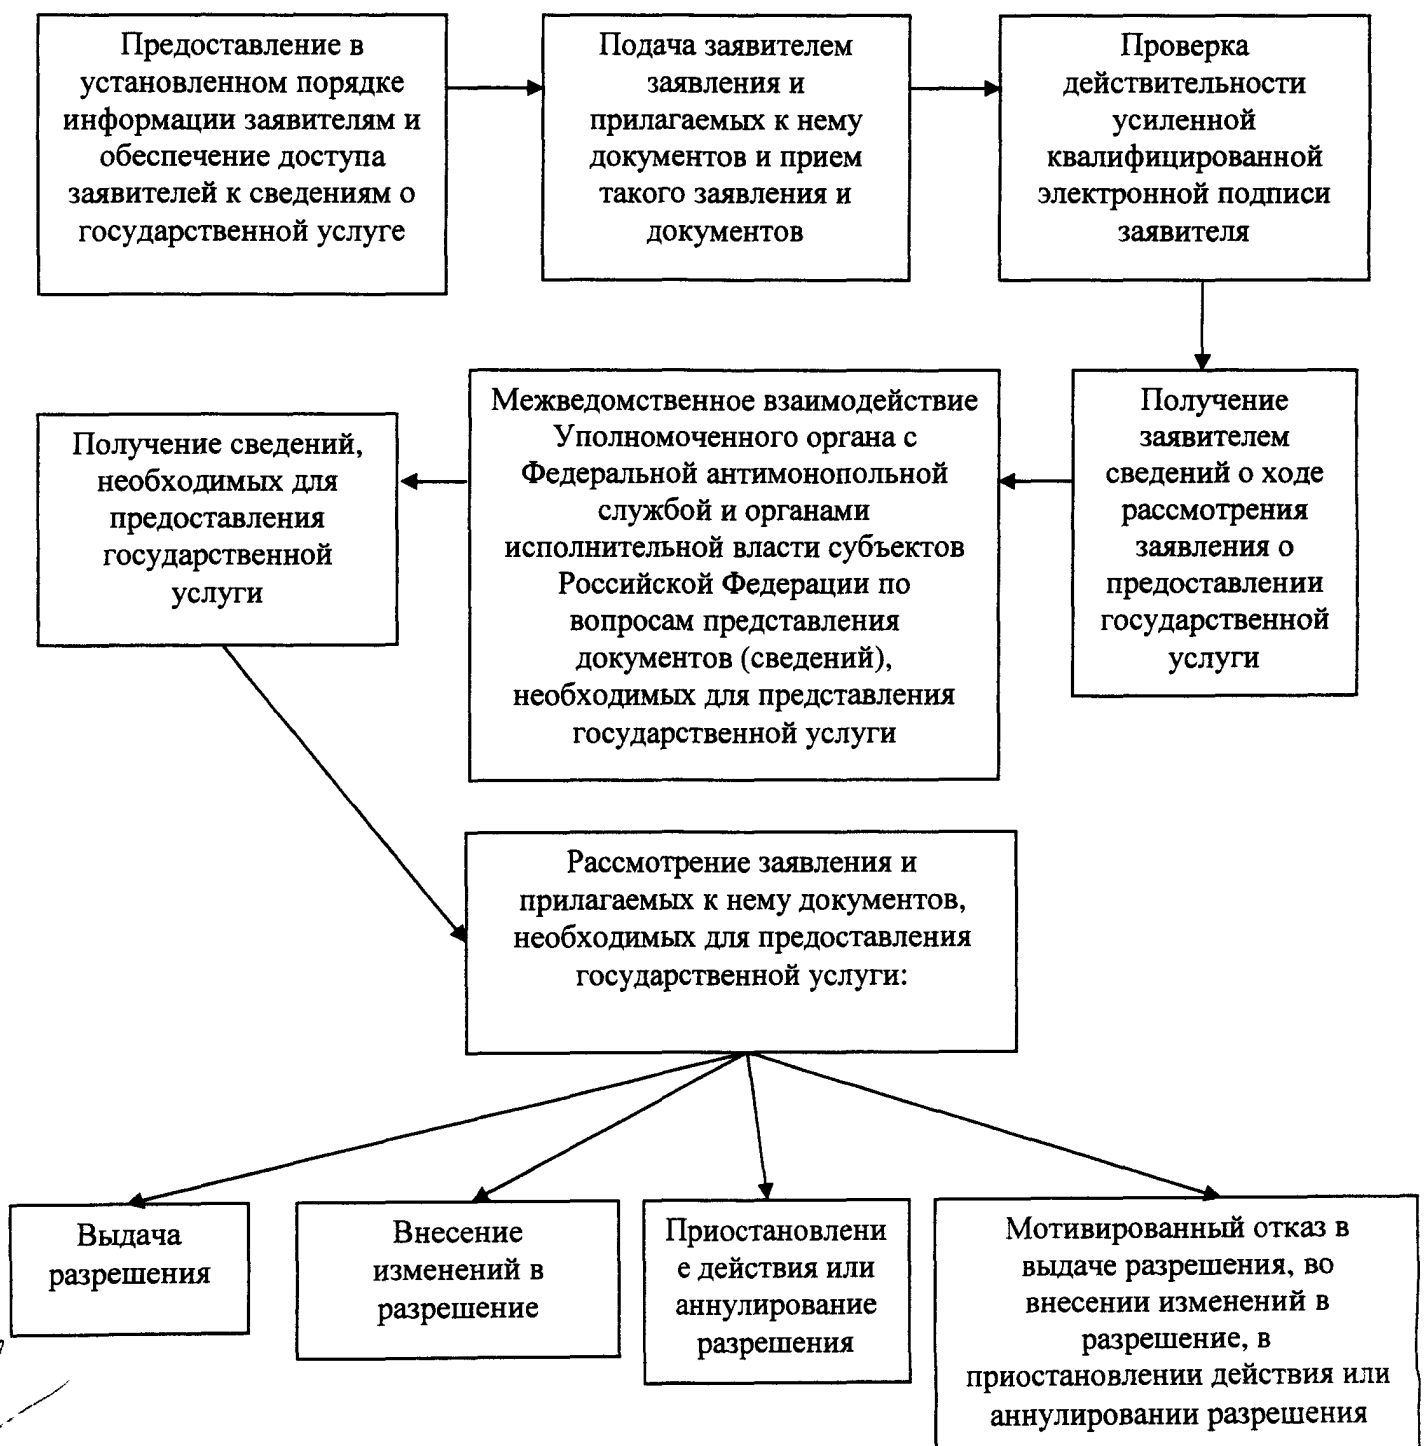 Предоставление в
установленном порядке
информации заявителям и
обеспечение доступа
заявителей к сведениям о
государственной услуге
Подача заявителем
заявления и
прилагаемых к нему
документов и прием
такого заявления и
документов
Проверка
действительности
усиленной
квалифицированной
электронной подписи
заявителя
Получение
заявителем
сведений о ходе
рассмотрения
заявления о
предоставлении
государственной
услуги
Межведомственное взаимодействие
Уполномоченного органа с
Федеральной антимонопольной
службой и органами
исполнительной власти субъектов
Российской Федерации по
вопросам представления
документов (сведений),
необходимых для представления
государственной услуги
Получение сведений,
необходимых для
предоставления
государственной
услуги
Рассмотрение заявления и
прилагаемых к нему документов,
необходимых для предоставления
государственной услуги:
Выдача
разрешения
Внесение
изменений в
разрешение
Приостановлени
е действия или
аннулирование
разрешения
Мотивированный отказ в
выдаче разрешения, во
внесении изменений в
разрешение, в
приостановлении действия или
аннулировании разрешения